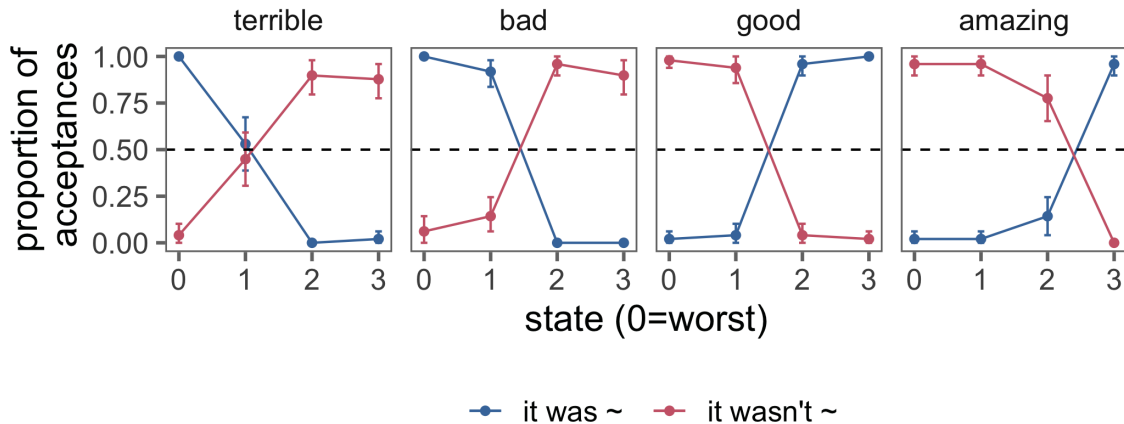 terrible bad good amazing
proportion of
acceptances
1.00
0.75
0.50
0.25
0.00
0 1 2 3 0 1 2 3 0 1 2 3 0 1 2 3
state (0=worst)
it was ~ it wasn't ~